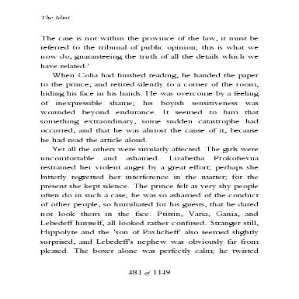 The Idiot
The case is not within the province of the law, it must be
referred to the tribunal of public opinion; this is what we
now do, guaranteeing the truth of all the details which we
have related.'
When Colia had finished reading, he handed the paper
to the prince, and retired silently to a corner of the room,
hiding his face in his hands. He was overcome by a feeling
of inexpressible shame; his boyish sensitiveness was
wounded beyond endurance. It seemed to him that
something extraordinary, some sudden catastrophe had
occurred, and that he was almost the cause of it, because
he had read the article aloud.
Yet all the others were similarly affected. The girls were
uncomfortable and ashamed. Lizabetha Prokofievna
restrained her violent anger by a great effort; perhaps she
bitterly regretted her interference in the matter; for the
present she kept silence. The prince felt as very shy people
often do in such a case; he was so ashamed of the conduct
of other people, so humiliated for his guests, that he dared
not look them in the face. Ptitsin, Varia, Gania, and
Lebedeff himself, all looked rather confused. Stranger still,
Hippolyte and the 'son of Pavlicheff' also seemed slightly
surprised, and Lebedeff's nephew was obviously far from
pleased. The boxer alone was perfectly calm; he twisted
481 of 1149